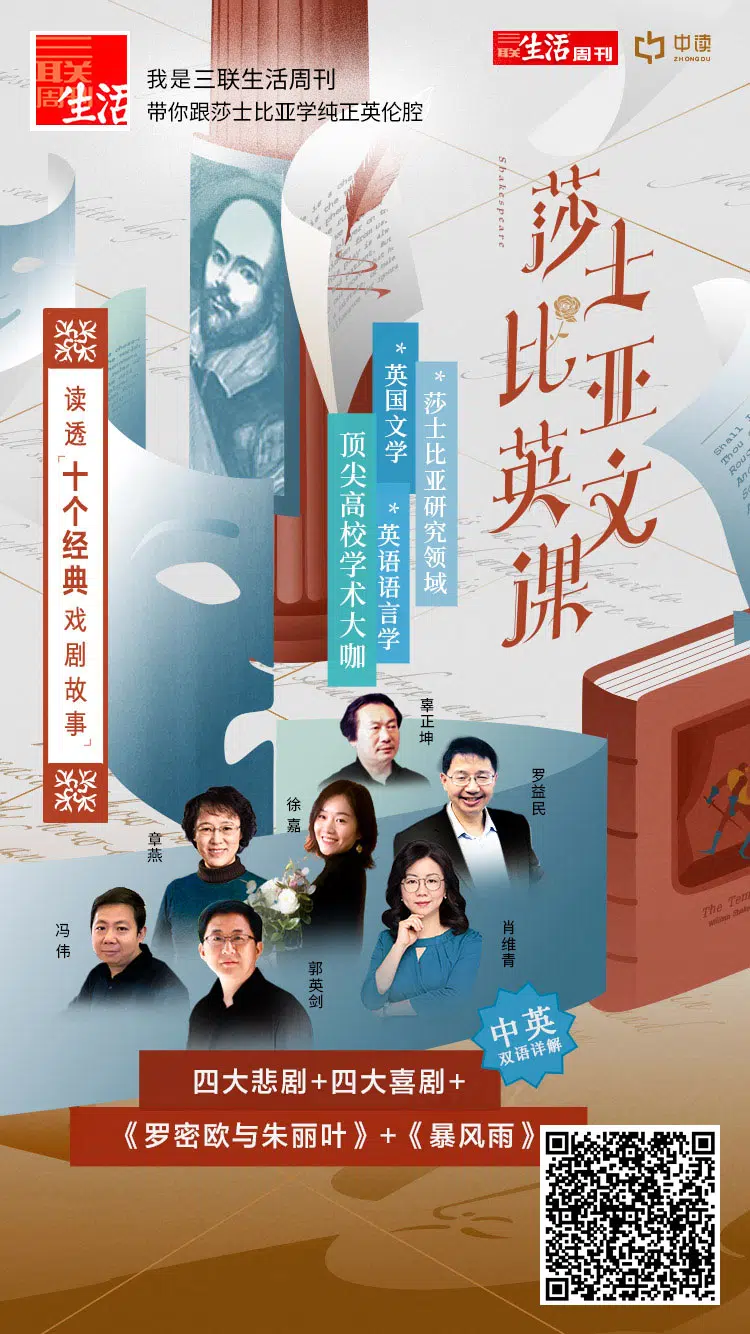 三联生活周刊
我是三联生活周刊
带你跟莎士比亚学纯正英伦腔
三联生活周刊
中读
ZHONGDU
Shakespeare
莎士比亚英文课
读透「十个经典戏剧故事」
*英国文学
*莎士比亚研究领域
*英语语言学
顶尖高校学术大咖
辜正坤
罗益民
徐嘉
章燕
冯伟
郭英剑
肖维青
The Tem
William Shake
Shall
Thou
Roug
And
中英
双语详解
四大悲剧+四大喜剧+
《罗密欧与朱丽叶》+《暴风雨》